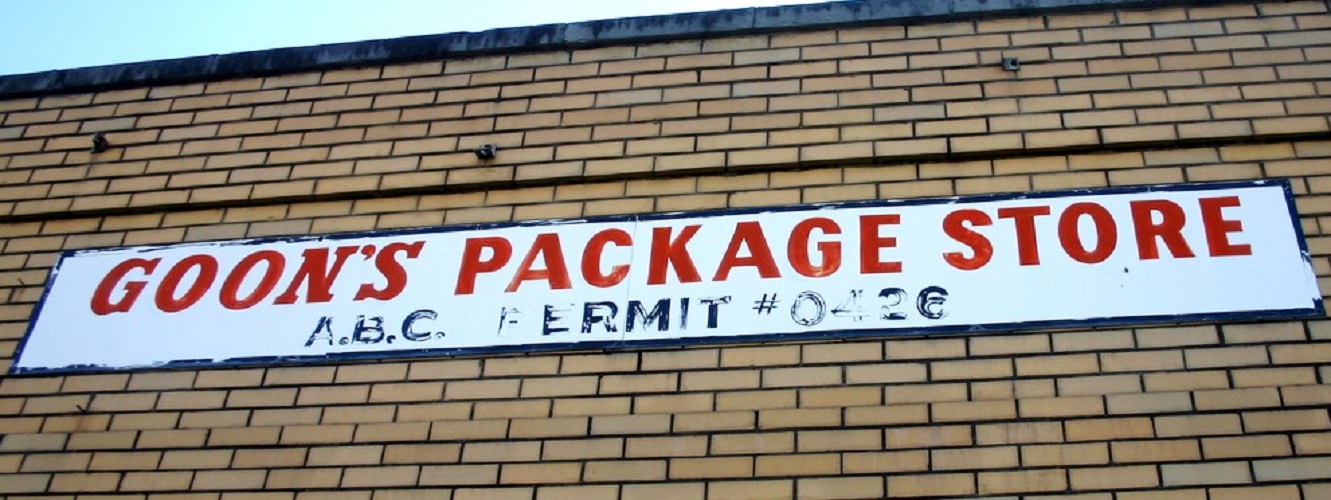 GOON'S PACKAGE STORE
A.B.C. PERMIT #0426